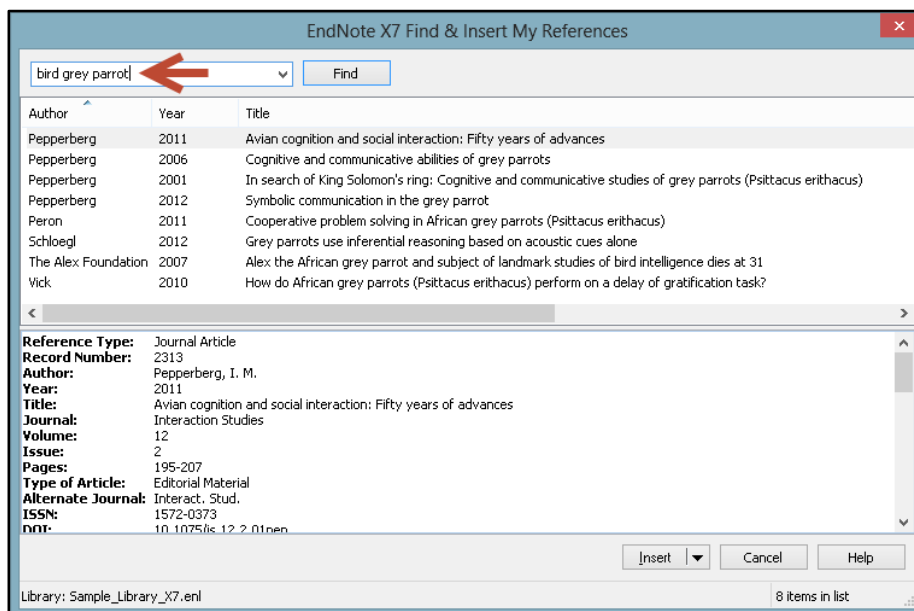 EndNote X7 Find & Insert My References
bird grey parrot
Find
Author Year Title
Pepperberg 2011 Avian cognition and social interaction: Fifty years of advances
Pepperberg 2006 Cognitive and communicative abilities of grey parrots
Pepperberg 2001 In search of King Solomon's ring: Cognitive and communicative studies of grey parrots (Psittacus erithacus)
Pepperberg 2012 Symbolic communication in the grey parrot
Peron 2011 Cooperative problem solving in African grey parrots (Psittacus erithacus)
Schloegl 2012 Grey parrots use inferential reasoning based on acoustic cues alone
The Alex Foundation 2007 Alex the African grey parrot and subject of landmark studies of bird intelligence dies at 31
Vick 2010 How do African grey parrots (Psittacus erithacus) perform on a delay of gratification task?
Reference Type: Journal Article
Record Number: 2313
Author: Pepperberg, I. M.
Year: 2011
Title: Avian cognition and social interaction: Fifty years of advances
Journal: Interaction Studies
Volume: 12
Issue: 2
Pages: 195-207
Type of Article: Editorial Material
Alternate Journal: Interact. Stud.
ISSN: 1572-0373
DOI: 10.1075/is.12.2.01pep
Insert Cancel Help
Library: Sample_Library_X7.enl 8 items in list